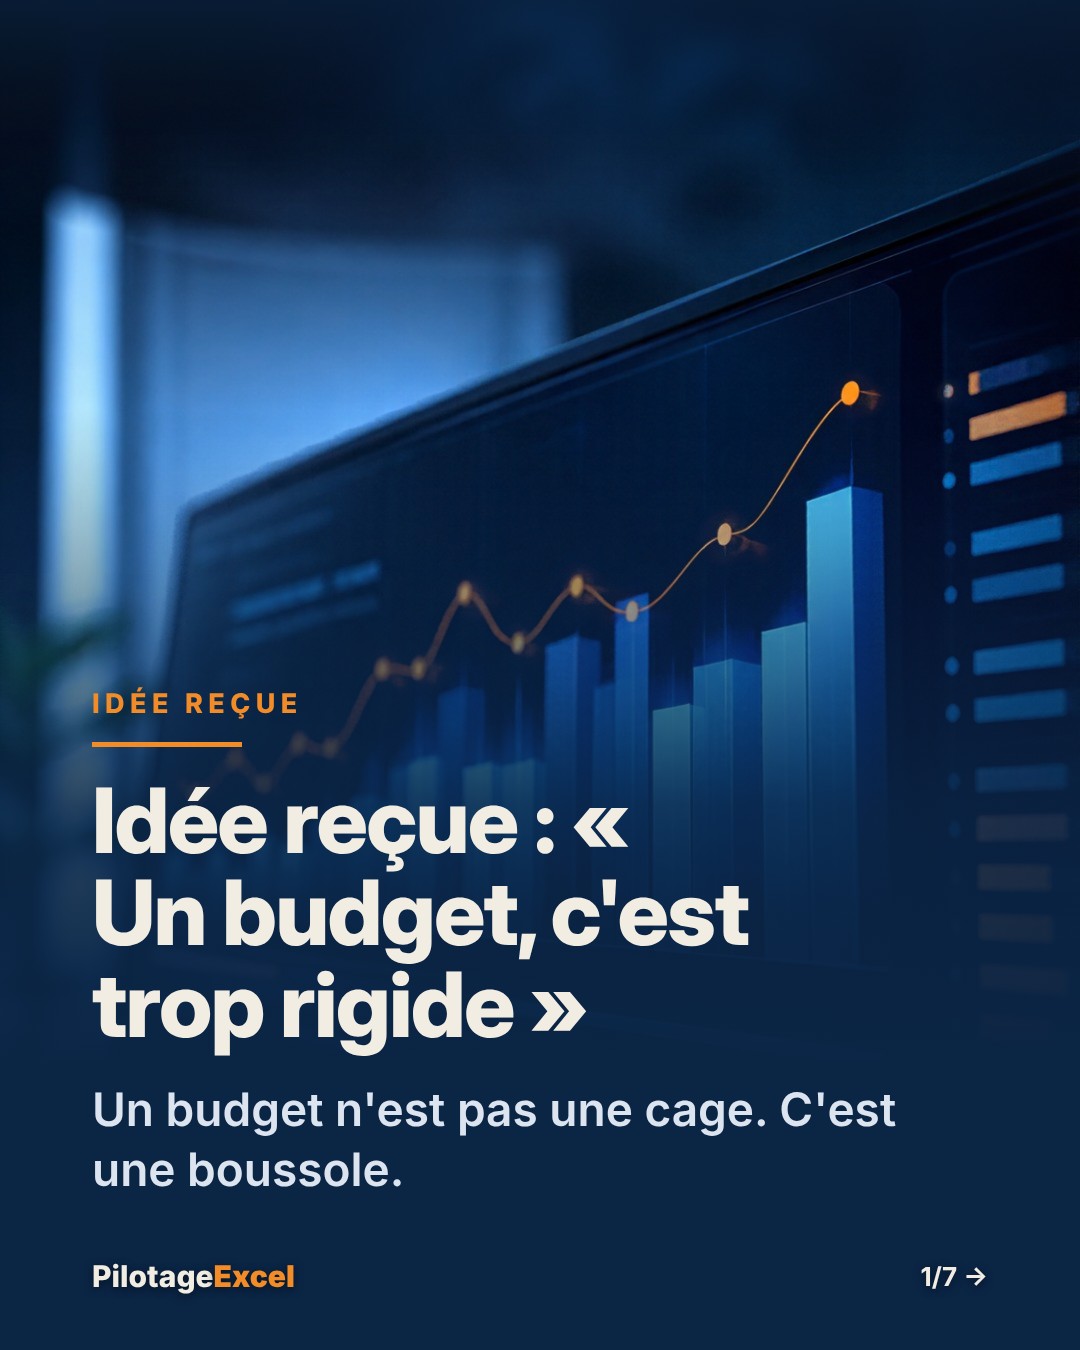 IDÉE REÇUE
Idée reçue : «
Un budget, c'est
trop rigide »
Un budget n'est pas une cage. C'est
une boussole.
PilotageExcel
1/7 →